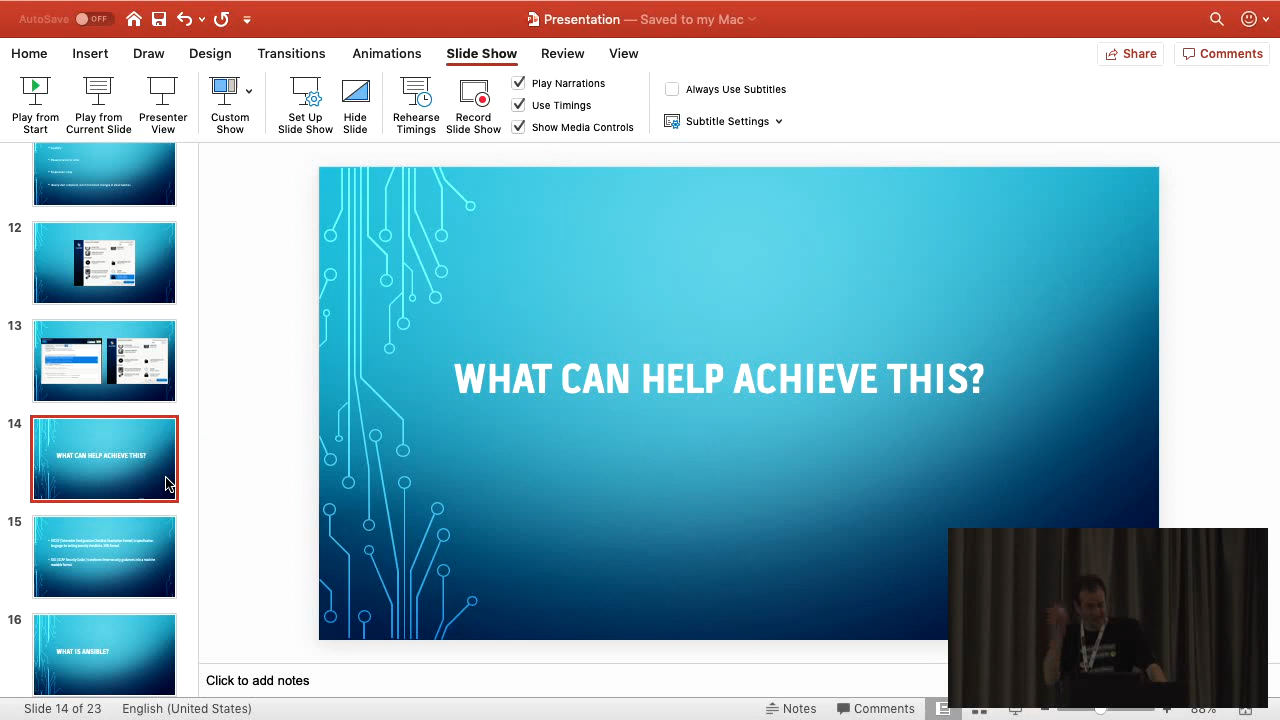 AutoSave OFF
Presentation — Saved to my Mac
Home Insert Draw Design Transitions Animations Slide Show Review View
Share Comments
Play from Start
Play from Current Slide
Presenter View
Custom Show
Set Up Slide Show
Hide Slide
Rehearse Timings
Record Slide Show
Play Narrations
Use Timings
Show Media Controls
Always Use Subtitles
Subtitle Settings
12
13
14
WHAT CAN HELP ACHIEVE THIS?
15
16
WHAT IS ANSIBLE?
WHAT CAN HELP ACHIEVE THIS?
Click to add notes
Slide 14 of 23 English (United States) Notes Comments 88%